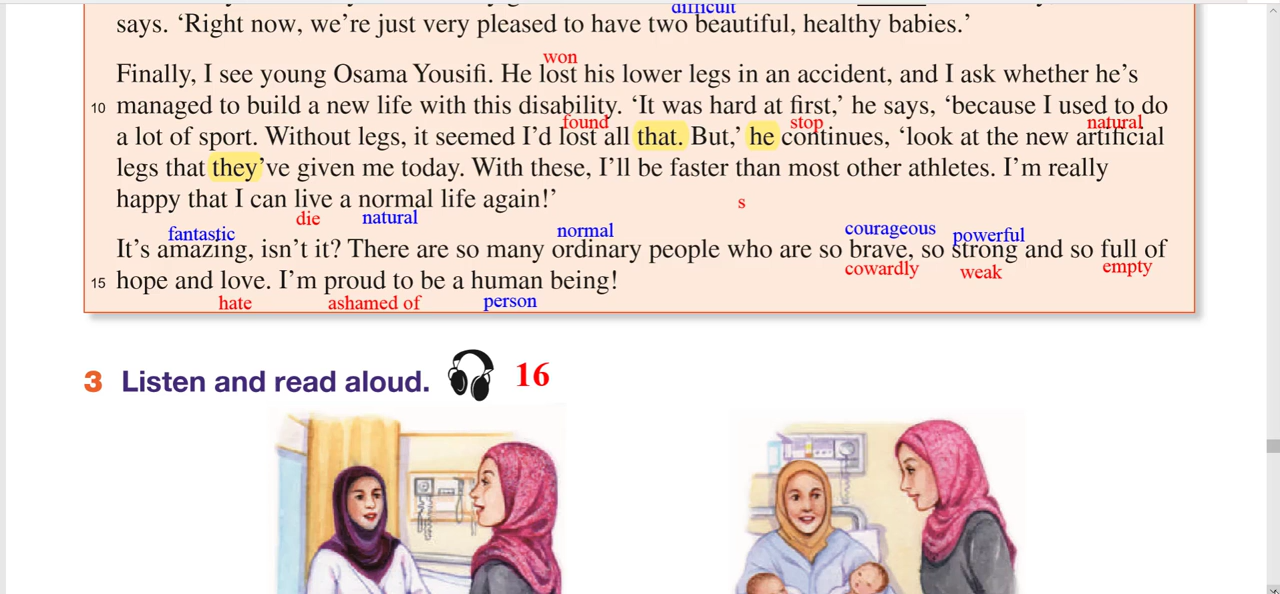 difficult
says. ‘Right now, we’re just very pleased to have two beautiful, healthy babies.’
won
Finally, I see young Osama Yousifi. He lost his lower legs in an accident, and I ask whether he’s
10 managed to build a new life with this disability. ‘It was hard at first,’ he says, ‘because I used to do
found stop natural
a lot of sport. Without legs, it seemed I’d lost all that. But,’ he continues, ‘look at the new artificial
legs that they’ve given me today. With these, I’ll be faster than most other athletes. I’m really
happy that I can live a normal life again!’
die natural s
fantastic normal courageous powerful
It’s amazing, isn’t it? There are so many ordinary people who are so brave, so strong and so full of
cowardly weak empty
15 hope and love. I’m proud to be a human being!
hate ashamed of person
3 Listen and read aloud. 16